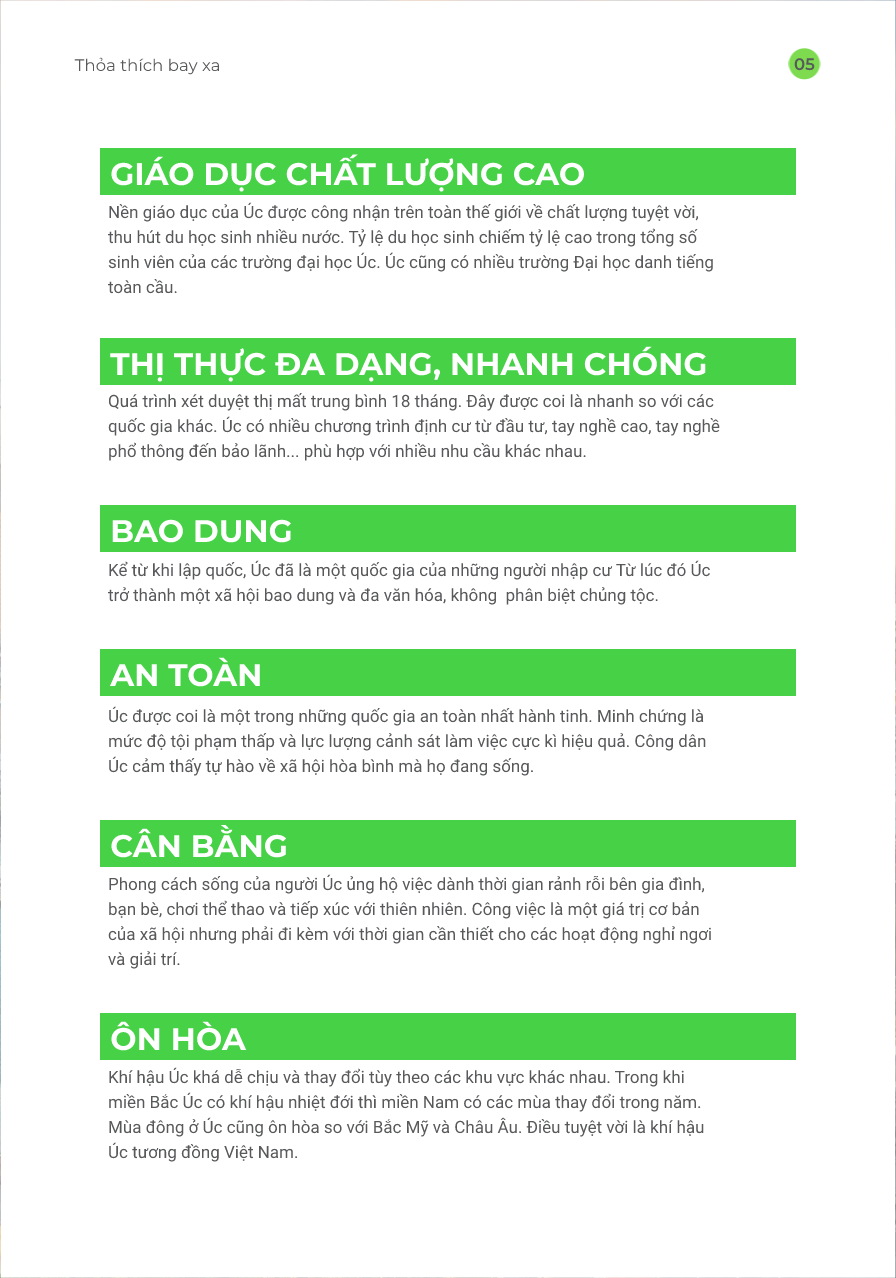 Thỏa thích bay xa
05
GIÁO DỤC CHẤT LƯỢNG CAO
Nền giáo dục của Úc được công nhận trên toàn thế giới về chất lượng tuyệt vời,
thu hút du học sinh nhiều nước. Tỷ lệ du học sinh chiếm tỷ lệ cao trong tổng số
sinh viên của các trường đại học Úc. Úc cũng có nhiều trường Đại học danh tiếng
toàn cầu.
THỊ THỰC ĐA DẠNG, NHANH CHÓNG
Quá trình xét duyệt thị mất trung bình 18 tháng. Đây được coi là nhanh so với các
quốc gia khác. Úc có nhiều chương trình định cư từ đầu tư, tay nghề cao, tay nghề
phổ thông đến bảo lãnh... phù hợp với nhiều nhu cầu khác nhau.
BAO DUNG
Kể từ khi lập quốc, Úc đã là một quốc gia của những người nhập cư Từ lúc đó Úc
trở thành một xã hội bao dung và đa văn hóa, không  phân biệt chủng tộc.
AN TOÀN
Úc được coi là một trong những quốc gia an toàn nhất hành tinh. Minh chứng là
mức độ tội phạm thấp và lực lượng cảnh sát làm việc cực kì hiệu quả. Công dân
Úc cảm thấy tự hào về xã hội hòa bình mà họ đang sống.
CÂN BẰNG
Phong cách sống của người Úc ủng hộ việc dành thời gian rảnh rỗi bên gia đình,
bạn bè, chơi thể thao và tiếp xúc với thiên nhiên. Công việc là một giá trị cơ bản
của xã hội nhưng phải đi kèm với thời gian cần thiết cho các hoạt động nghỉ ngơi
và giải trí.
ÔN HÒA
Khí hậu Úc khá dễ chịu và thay đổi tùy theo các khu vực khác nhau. Trong khi
miền Bắc Úc có khí hậu nhiệt đới thì miền Nam có các mùa thay đổi trong năm.
Mùa đông ở Úc cũng ôn hòa so với Bắc Mỹ và Châu Âu. Điều tuyệt vời là khí hậu
Úc tương đồng Việt Nam.